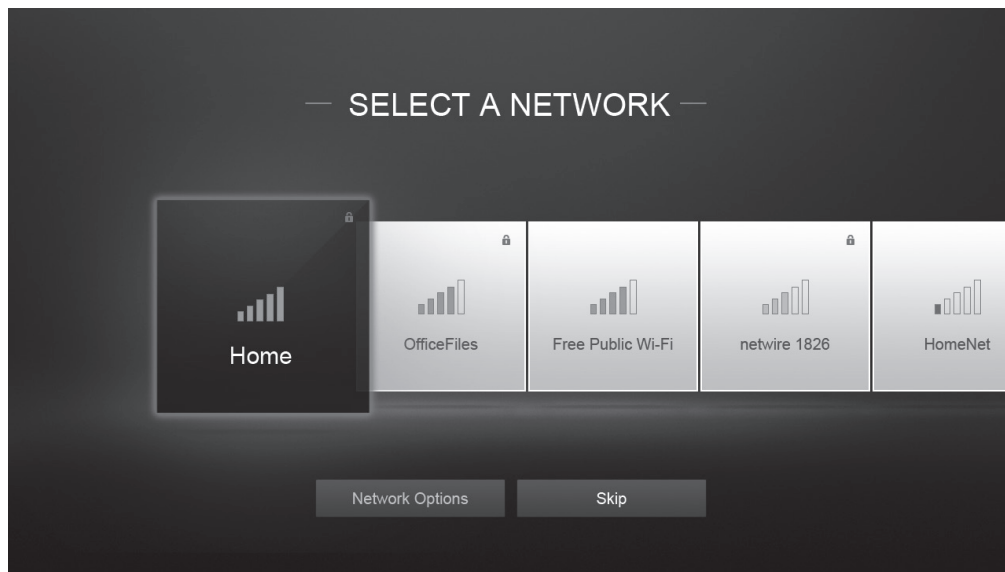 SELECT A NETWORK
Home
OfficeFiles
Free Public Wi-Fi
netwire 1826
HomeNet
Network Options
Skip